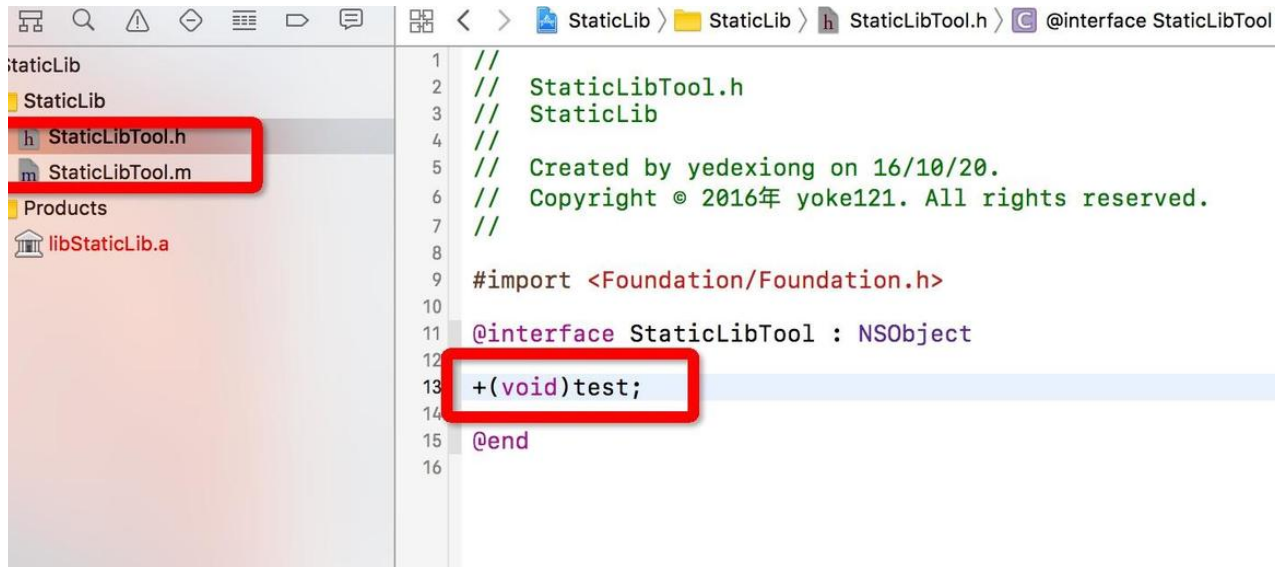 StaticLib 〉 StaticLib 〉 h StaticLibTool.h 〉 C @interface StaticLibTool
StaticLib
StaticLib
h StaticLibTool.h
m StaticLibTool.m
Products
libStaticLib.a
1 //
2 //  StaticLibTool.h
3 //  StaticLib
4 //
5 //  Created by yedexiong on 16/10/20.
6 //  Copyright © 2016年 yoke121. All rights reserved.
7 //
8
9 #import <Foundation/Foundation.h>
10
11 @interface StaticLibTool : NSObject
12
13 +(void)test;
14
15 @end
16